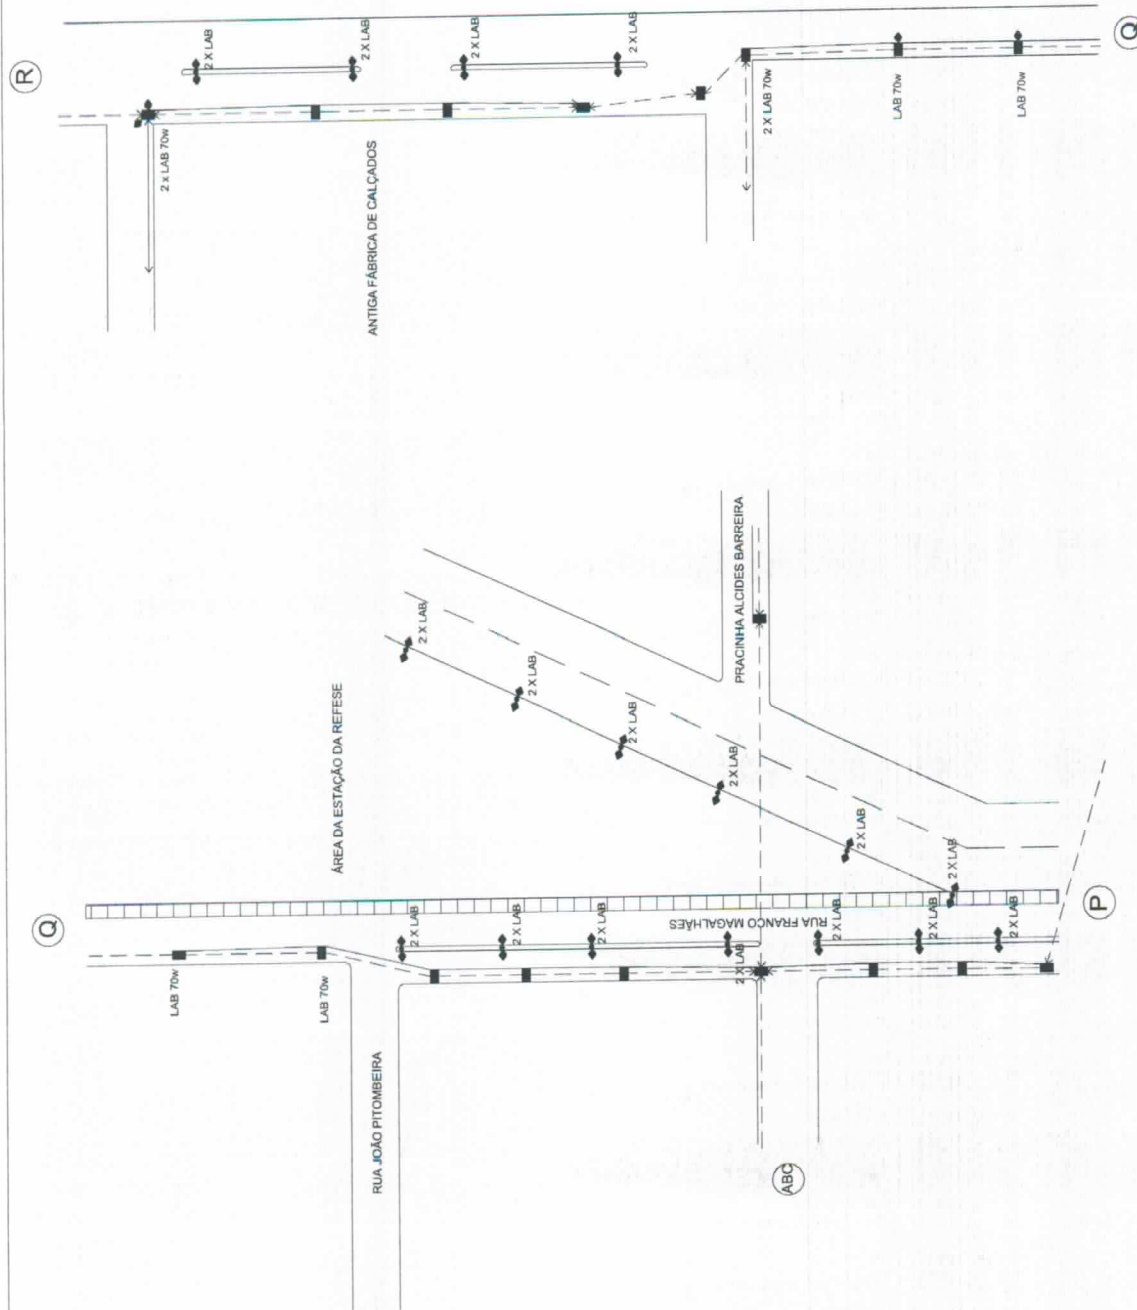 R
2 X LAB
2 X LAB
2 X LAB
2 X LAB
Q
2 x LAB 70w
ANTIGA FÁBRICA DE CALÇADOS
2 X LAB 70w
LAB 70w
LAB 70w
ÁREA DA ESTAÇÃO DA REFESE
2 X LAB
2 X LAB
2 X LAB
2 X LAB
2 X LAB
2 X LAB
PRACINHA ALCIDES BARREIRA
Q
LAB 70w
LAB 70w
2 X LAB
2 X LAB
2 X LAB
RUA FRANCO MAGALHÃES
2 X LAB
2 X LAB
2 X LAB
2 X LAB
P
RUA JOÃO PITOMBEIRA
ABC